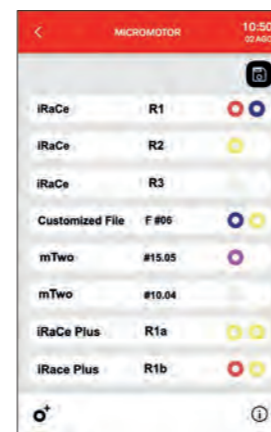 MICROMOTOR 10:50
02 AGO
iRaCe R1
iRaCe R2
iRaCe R3
Customized File F #06
mTwo #15.05
mTwo #10.04
iRaCe Plus R1a
iRace Plus R1b